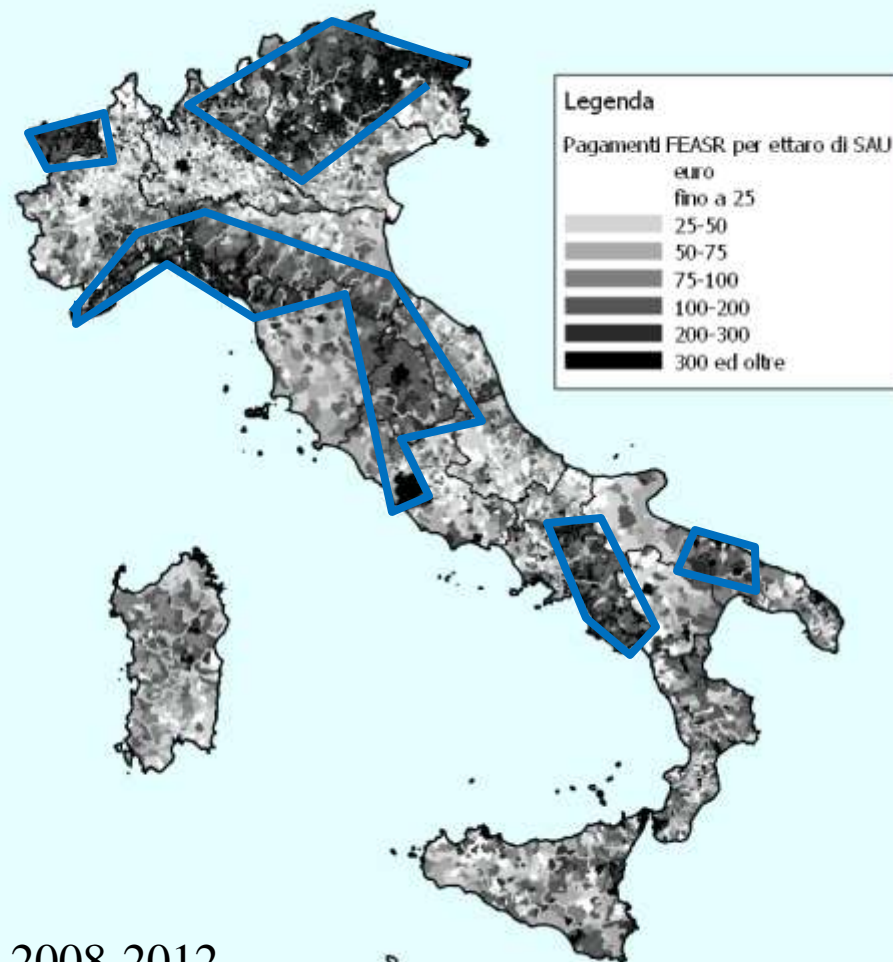 Legenda
Pagamenti FEASR per ettaro di SAU
euro
fino a 25
25-50
50-75
75-100
100-200
200-300
300 ed oltre
2008-2012